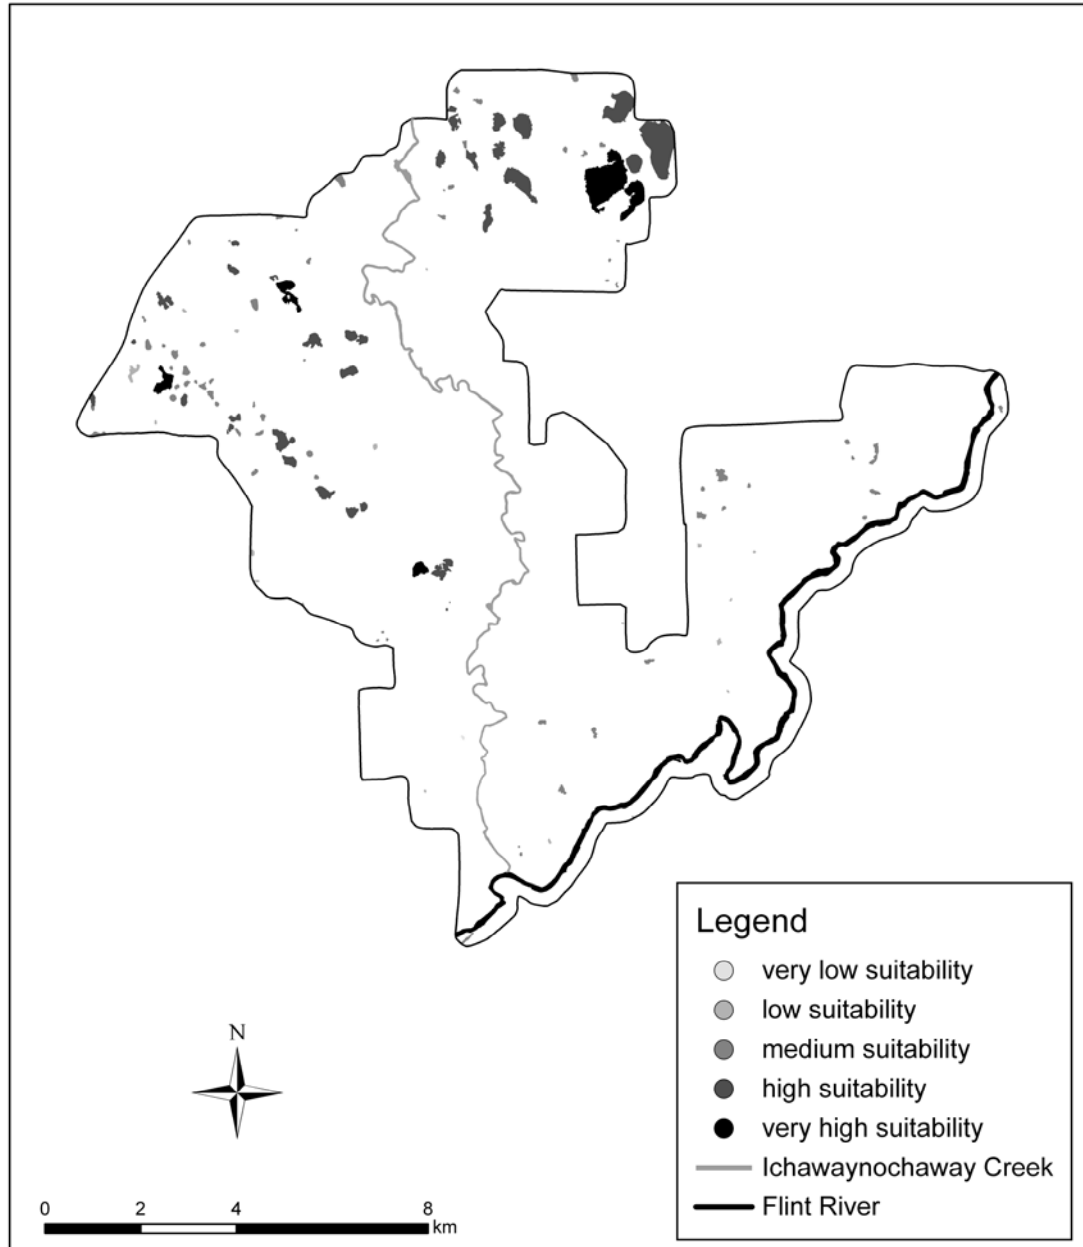 Legend
very low suitability
low suitability
medium suitability
high suitability
very high suitability
Ichawaynochaway Creek
Flint River
N
0 2 4 8
km